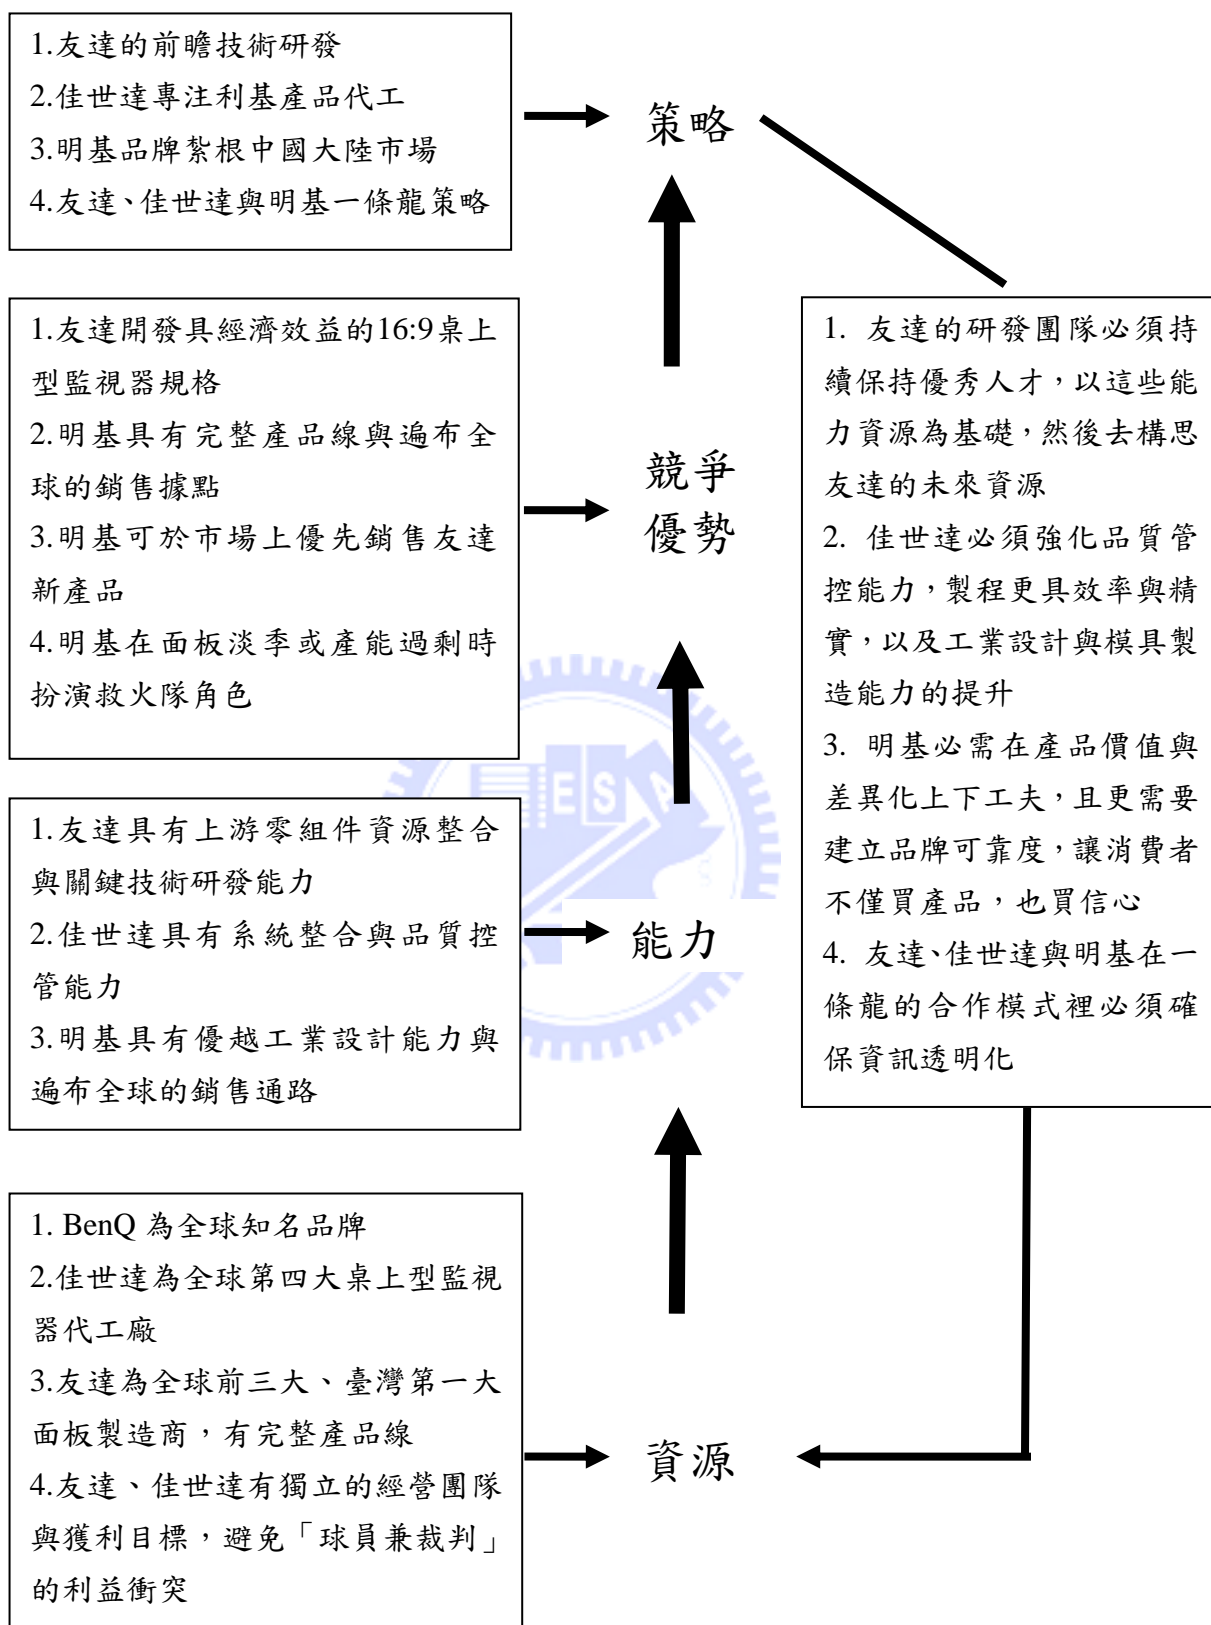 1.友達的前瞻技術研發
2.佳世達專注利基產品代工
3.明基品牌紮根中國大陸市場
4.友達、佳世達與明基一條龍策略
策略
1.友達開發具經濟效益的16:9桌上
型監視器規格
2.明基具有完整產品線與遍布全
球的銷售據點
3.明基可於市場上優先銷售友達
新產品
4.明基在面板淡季或產能過剩時
扮演救火隊角色
競爭
優勢
1.友達具有上游零組件資源整合
與關鍵技術研發能力
2.佳世達具有系統整合與品質控
管能力
3.明基具有優越工業設計能力與
遍布全球的銷售通路
能力
1. BenQ 為全球知名品牌
2.佳世達為全球第四大桌上型監視
器代工廠
3.友達為全球前三大、臺灣第一大
面板製造商，有完整產品線
4.友達、佳世達有獨立的經營團隊
與獲利目標，避免「球員兼裁判」
的利益衝突
資源
1. 友達的研發團隊必須持
續保持優秀人才，以這些能
力資源為基礎，然後去構思
友達的未來資源
2. 佳世達必須強化品質管
控能力，製程更具效率與精
實，以及工業設計與模具製
造能力的提升
3. 明基必需在產品價值與
差異化上下工夫，且更需要
建立品牌可靠度，讓消費者
不僅買產品，也買信心
4. 友達、佳世達與明基在一
條龍的合作模式裡必須確
保資訊透明化
ESA